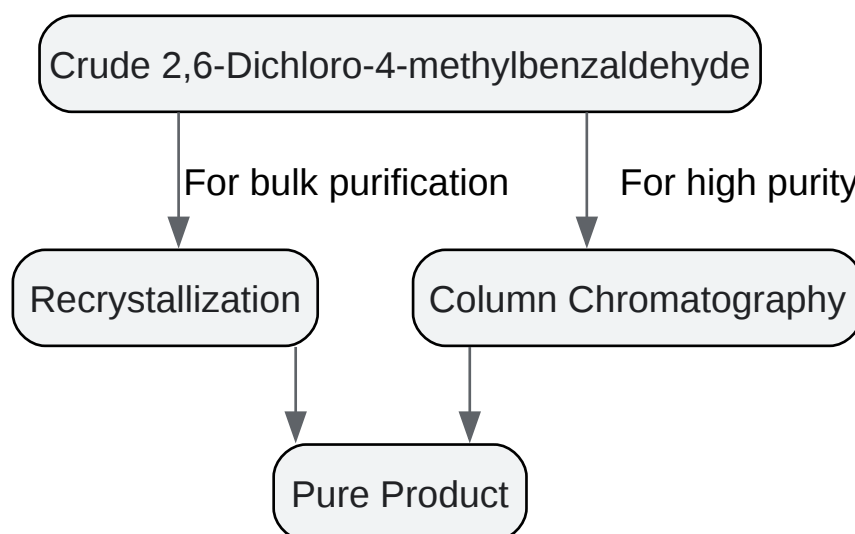 Crude 2,6-Dichloro-4-methylbenzaldehyde
For bulk purification
For high purity
Recrystallization
Column Chromatography
Pure Product